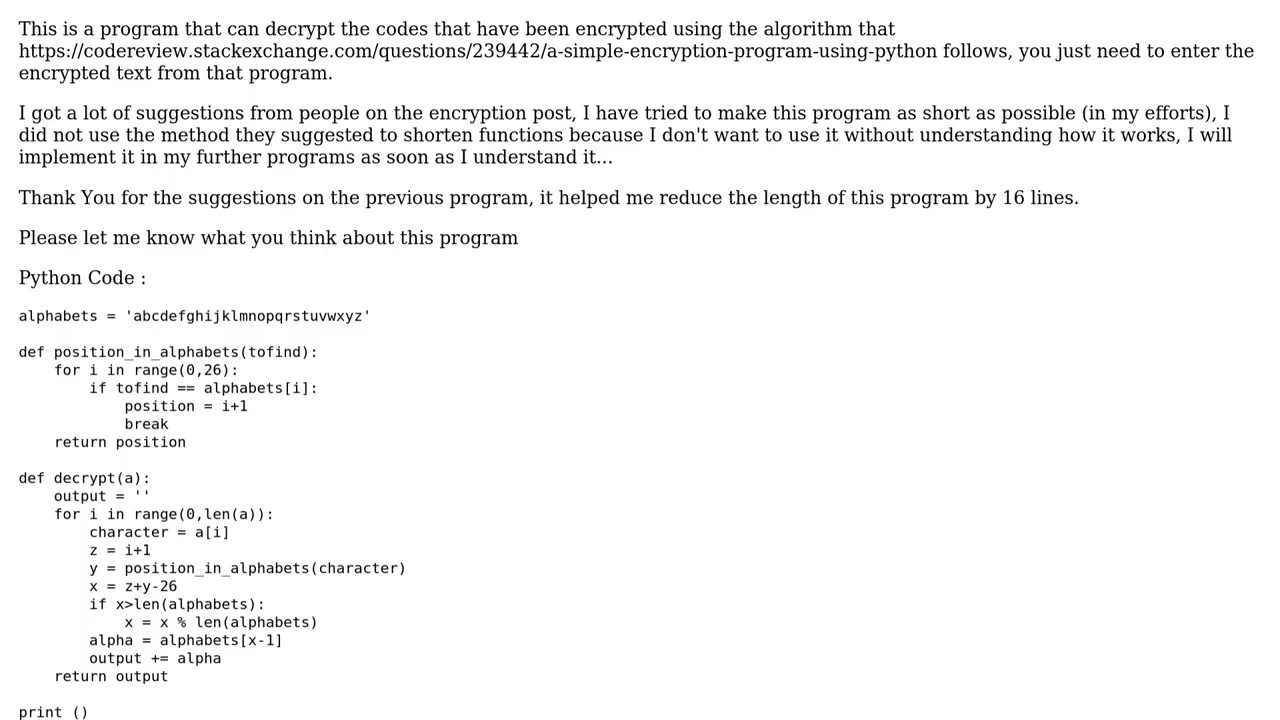 This is a program that can decrypt the codes that have been encrypted using the algorithm that
https://codereview.stackexchange.com/questions/239442/a-simple-encryption-program-using-python follows, you just need to enter the
encrypted text from that program.
I got a lot of suggestions from people on the encryption post, I have tried to make this program as short as possible (in my efforts), I
did not use the method they suggested to shorten functions because I don't want to use it without understanding how it works, I will
implement it in my further programs as soon as I understand it...
Thank You for the suggestions on the previous program, it helped me reduce the length of this program by 16 lines.
Please let me know what you think about this program
Python Code :
alphabets = 'abcdefghijklmnopqrstuvwxyz'
def position_in_alphabets(tofind):
    for i in range(0,26):
        if tofind == alphabets[i]:
            position = i+1
            break
    return position
def decrypt(a):
    output = ''
    for i in range(0,len(a)):
        character = a[i]
        z = i+1
        y = position_in_alphabets(character)
        x = z+y-26
        if x>len(alphabets):
            x = x % len(alphabets)
        alpha = alphabets[x-1]
        output += alpha
    return output
print ()